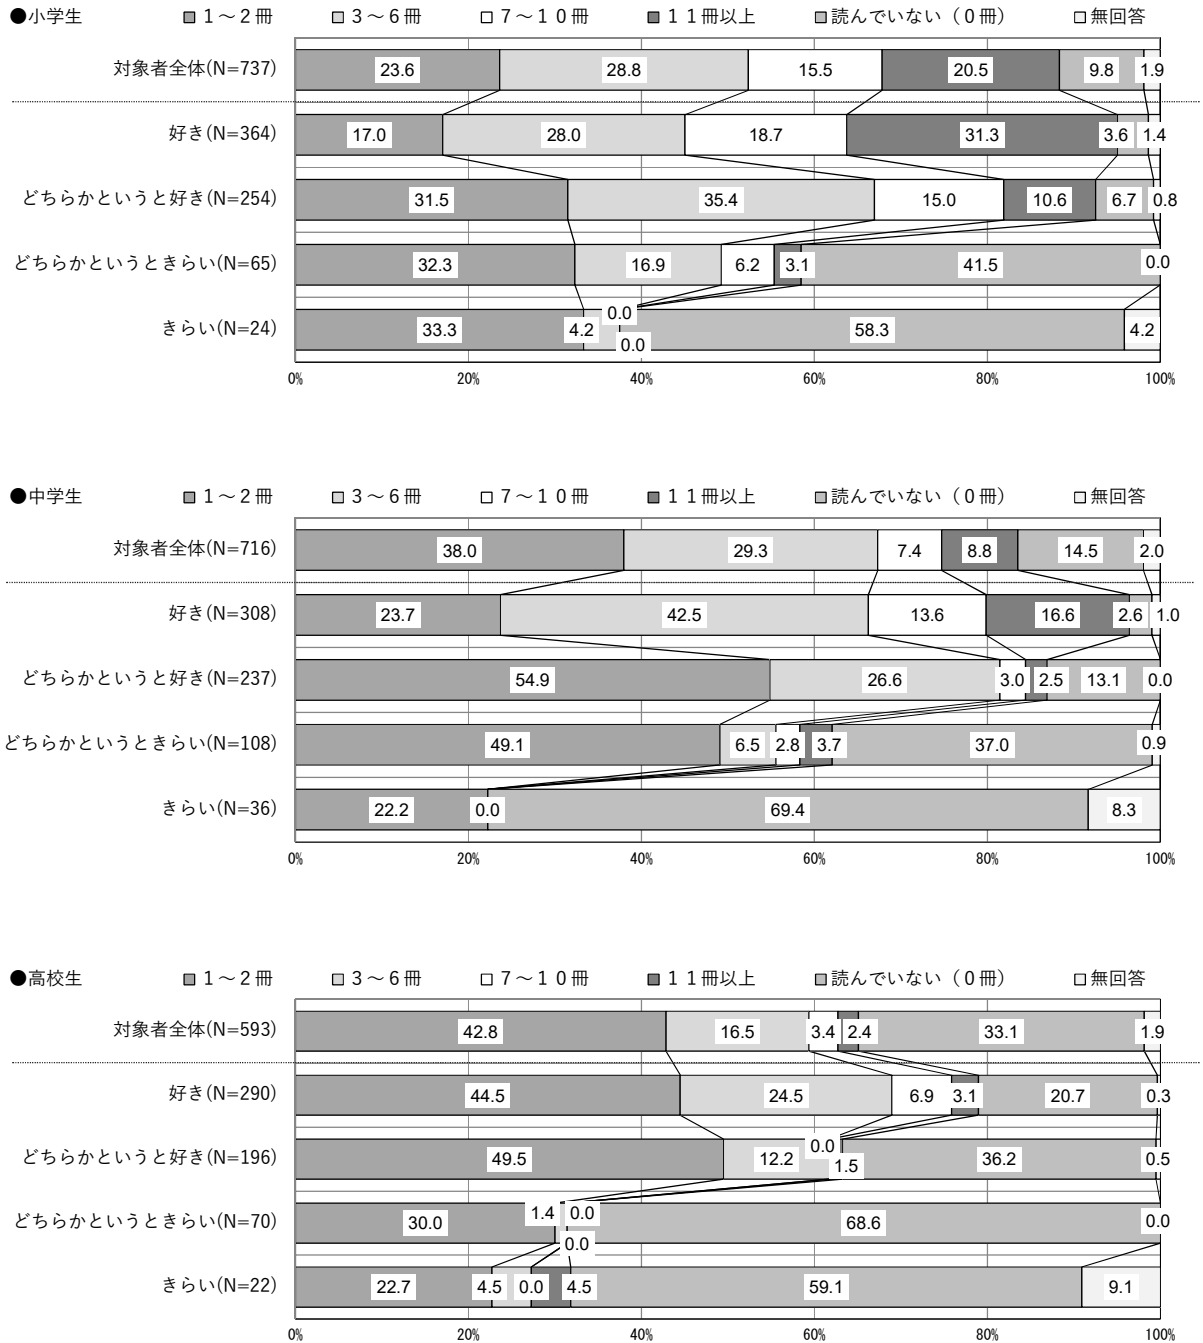 ●小学生 1～2冊 3～6冊 7～10冊 11冊以上 読んでいない（0冊） 無回答
対象者全体(N=737) 23.6 28.8 15.5 20.5 9.8 1.9
好き(N=364) 17.0 28.0 18.7 31.3 3.6 1.4
どちらかというと好き(N=254) 31.5 35.4 15.0 10.6 6.7 0.8
どちらかというときらい(N=65) 32.3 16.9 6.2 3.1 41.5 0.0
きらい(N=24) 33.3 4.2 0.0 0.0 58.3 4.2
0% 20% 40% 60% 80% 100%
●中学生 1～2冊 3～6冊 7～10冊 11冊以上 読んでいない（0冊） 無回答
対象者全体(N=716) 38.0 29.3 7.4 8.8 14.5 2.0
好き(N=308) 23.7 42.5 13.6 16.6 2.6 1.0
どちらかというと好き(N=237) 54.9 26.6 3.0 2.5 13.1 0.0
どちらかというときらい(N=108) 49.1 6.5 2.8 3.7 37.0 0.9
きらい(N=36) 22.2 0.0 69.4 8.3
0% 20% 40% 60% 80% 100%
●高校生 1～2冊 3～6冊 7～10冊 11冊以上 読んでいない（0冊） 無回答
対象者全体(N=593) 42.8 16.5 3.4 2.4 33.1 1.9
好き(N=290) 44.5 24.5 6.9 3.1 20.7 0.3
どちらかというと好き(N=196) 49.5 12.2 0.0 1.5 36.2 0.5
どちらかというときらい(N=70) 30.0 1.4 0.0 0.0 68.6 0.0
きらい(N=22) 22.7 4.5 0.0 4.5 59.1 9.1
0% 20% 40% 60% 80% 100%